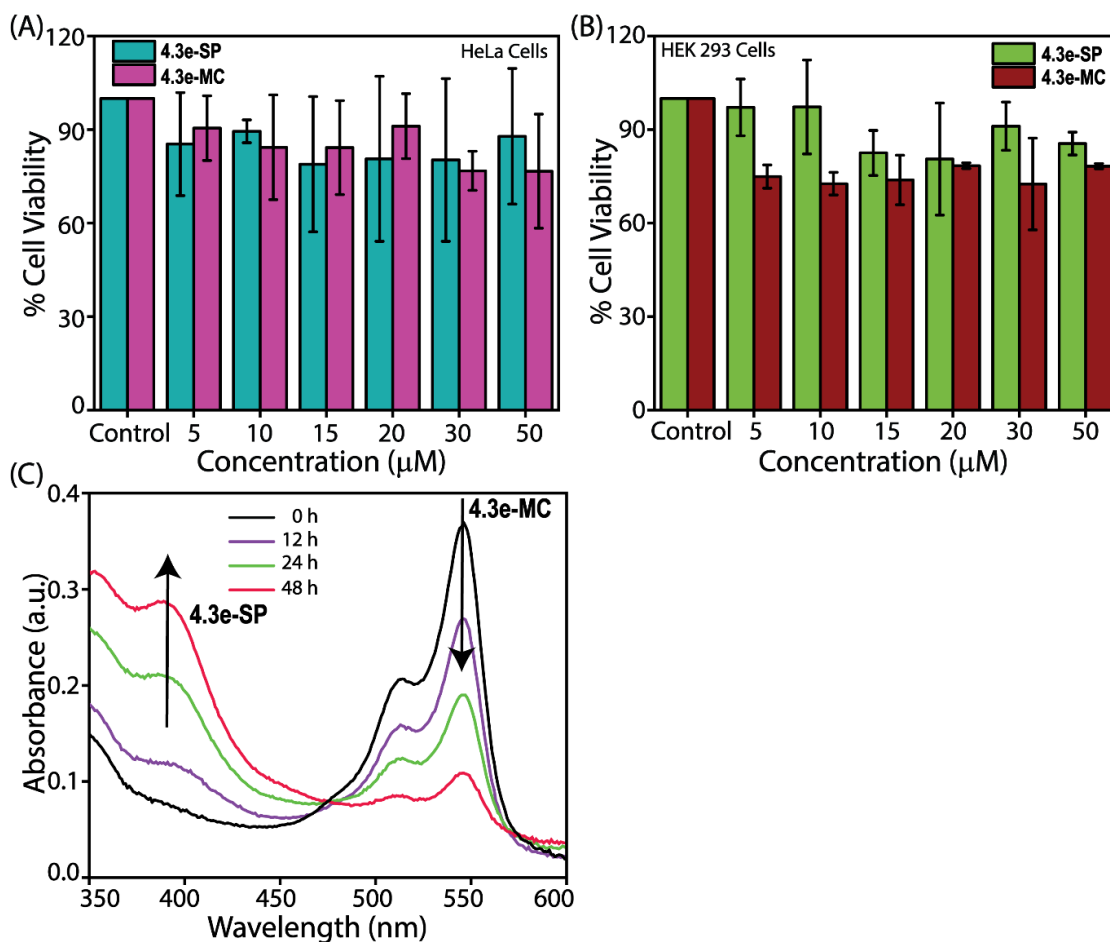 (A)
120
90
60
30
0
% Cell Viability
4.3e-SP
4.3e-MC
HeLa Cells
Control 5 10 15 20 30 50
Concentration (μM)
(B)
120
90
60
30
0
% Cell Viability
HEK 293 Cells
4.3e-SP
4.3e-MC
Control 5 10 15 20 30 50
Concentration (μM)
(C)
0.4
0.3
0.2
0.1
0.0
Absorbance (a.u.)
0 h
12 h
24 h
48 h
4.3e-SP
4.3e-MC
350 400 450 500 550 600
Wavelength (nm)